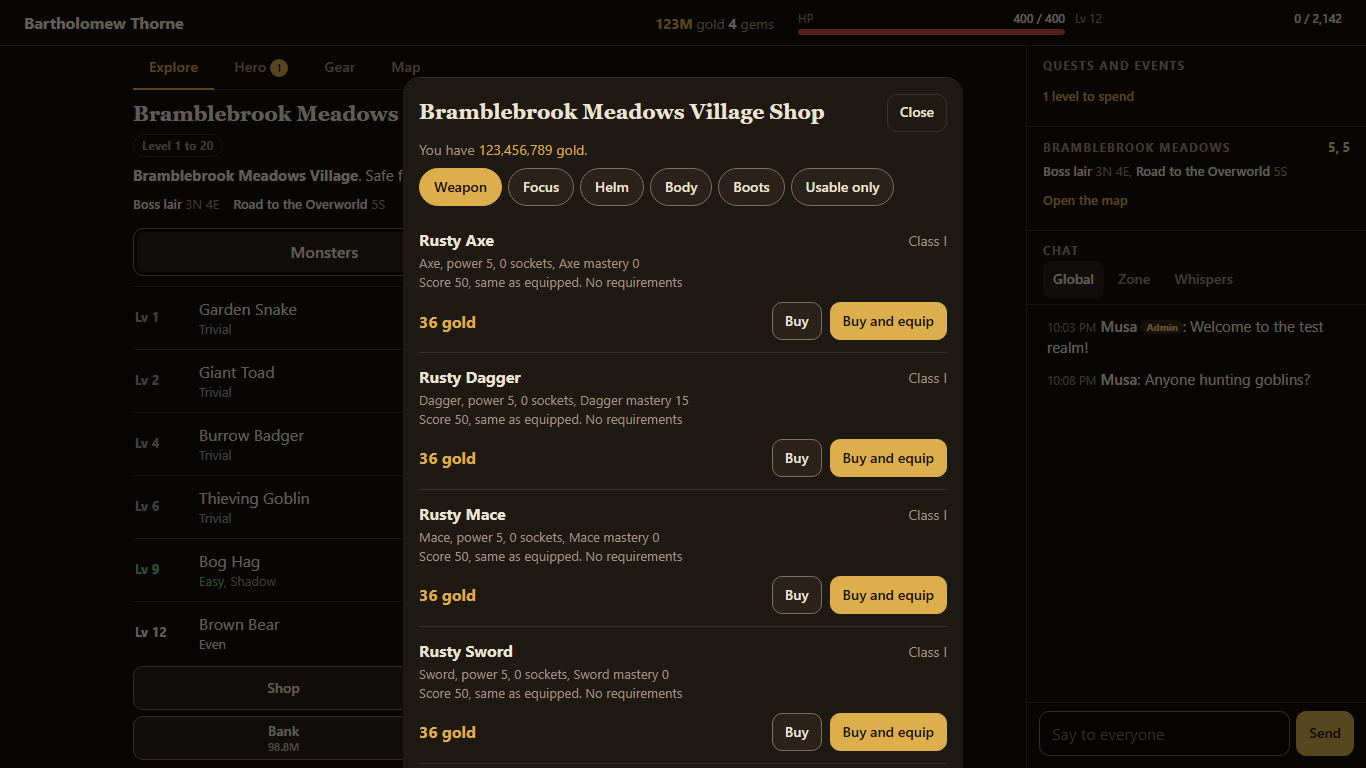 Bartholomew Thorne
123M gold 4 gems
HP 400 / 400
Lv 12 0 / 2,142
Explore
Hero 1
Gear
Map
Bramblebrook Meadows
Level 1 to 20
Bramblebrook Meadows Village. Safe f
Boss lair 3N 4E Road to the Overworld 5S
Monsters
Lv 1 Garden Snake
Trivial
Lv 2 Giant Toad
Trivial
Lv 4 Burrow Badger
Trivial
Lv 6 Thieving Goblin
Trivial
Lv 9 Bog Hag
Easy, Shadow
Lv 12 Brown Bear
Even
Shop
Bank
98.8M
Bramblebrook Meadows Village Shop
Close
You have 123,456,789 gold.
Weapon
Focus
Helm
Body
Boots
Usable only
Rusty Axe Class I
Axe, power 5, 0 sockets, Axe mastery 0
Score 50, same as equipped. No requirements
36 gold Buy Buy and equip
Rusty Dagger Class I
Dagger, power 5, 0 sockets, Dagger mastery 15
Score 50, same as equipped. No requirements
36 gold Buy Buy and equip
Rusty Mace Class I
Mace, power 5, 0 sockets, Mace mastery 0
Score 50, same as equipped. No requirements
36 gold Buy Buy and equip
Rusty Sword Class I
Sword, power 5, 0 sockets, Sword mastery 0
Score 50, same as equipped. No requirements
36 gold Buy Buy and equip
QUESTS AND EVENTS
1 level to spend
BRAMBLEBROOK MEADOWS 5, 5
Boss lair 3N 4E, Road to the Overworld 5S
Open the map
CHAT
Global
Zone
Whispers
10:03 PM Musa Admin : Welcome to the test
realm!
10:08 PM Musa: Anyone hunting goblins?
Say to everyone
Send